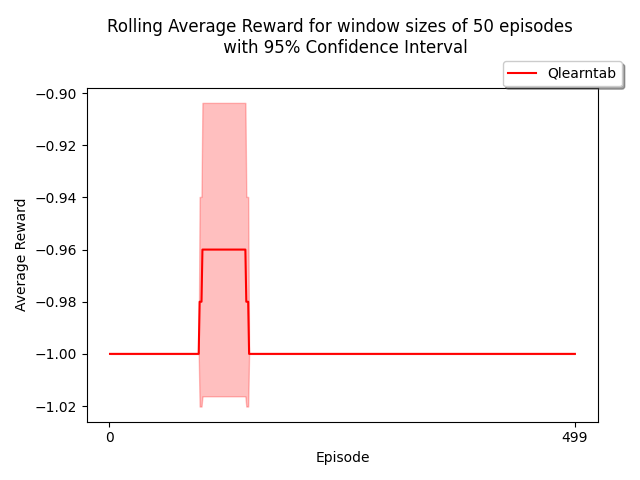 Rolling Average Reward for window sizes of 50 episodes
with 95% Confidence Interval
Qlearntab
−0.90
−0.92
−0.94
−0.96
−0.98
−1.00
−1.02
Average Reward
0
499
Episode